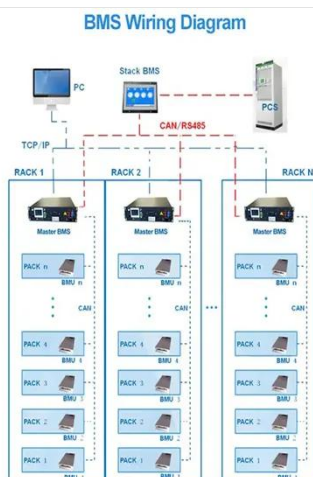 BMS Wiring Diagram
PC
Stack BMS
PCS
CAN/RS485
TCP/IP
RACK 1
RACK 2
RACK N
Master BMS
Master BMS
Master BMS
PACK n
BMU n
PACK n
BMU n
PACK n
BMU n
CAN
CAN
CAN
PACK 4
BMU 4
PACK 4
BMU 4
PACK 4
BMU 4
PACK 3
BMU 3
PACK 3
BMU 3
PACK 3
BMU 3
PACK 2
BMU 2
PACK 2
BMU 2
PACK 2
BMU 2
PACK 1
PACK 1
PACK 1